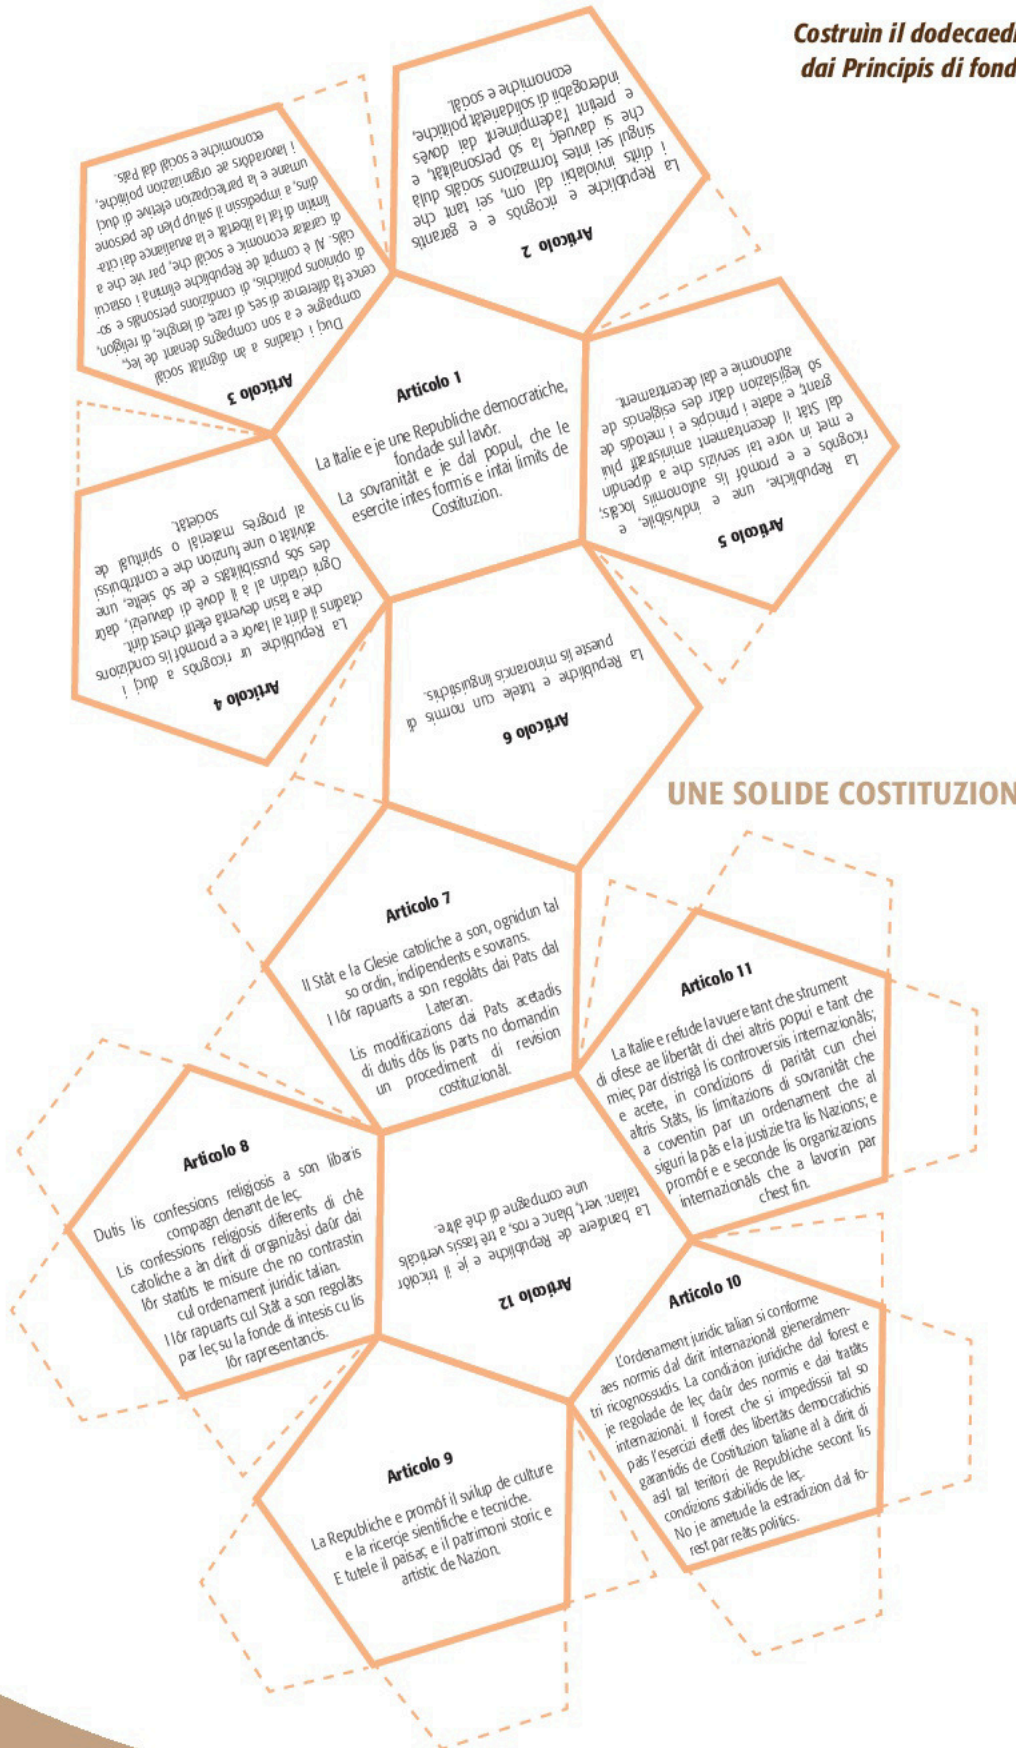 Costruìn il dodecaedr
dai Principis di fond
Articolo 2
La Republiche e ricognòs e e garantìs
i dirits inviolabii dal om, sei tant che
singul sei intes formazions sociâls dulà
che si davuelç la sô personalitât, e
e pretint l'adempiment dai dovês
inderogabii di solidarietât politiche,
economiche e sociâl.
Articolo 3
Duçj i citadins a àn dignitât sociâl
compagne e a son compagns denant de leç,
cence fâ diference di ses, di raze, di lenghe, di religjon,
di opinions politichis, di condizions personâls e so-
ciâls. Al è compit de Republiche eliminâ i ostacui
di caratar economic e sociâl che, par vie che a
limitin di fat la libertât e la avualiance dai cita-
dins, a impedissin il svilup plen de persone
umane e la partecipazion efetive di duçj
i lavoradôrs ae organizazion politiche,
economiche e sociâl dal Paîs.
Articolo 1
La Italie e je une Republiche democratiche,
fondade sul lavôr.
La sovranitât e je dal popul, che le
esercite intes formis e intai limits de
Costituzion.
Articolo 5
La Republiche, une e indivisibile, e
ricognòs e e promôf lis autonomiis locâls;
e met in vore tai servizis che a dipendin
dal Stât il decentrament aministratîf plui
grant; e adate i principis e i metodis de
sô legjislazion daûr des esigjencis de
autonomie e dal decentrament.
Articolo 4
La Republiche ur ricognòs a duçj i
citadins il dirit al lavôr e e promôf lis condizions
che a fasin deventâ efetîf chest dirit.
Ogni citadin al à il dovê di davuelzi, daûr
des sôs pussibilitâts e de sô sielte, une
ativitât o une funzion che e contribuissi
al progrès materiâl o spirituâl de
societât.
Articolo 6
La Republiche e tutele cun normis di
pueste lis minorancis linguistichis.
UNE SOLIDE COSTITUZION
Articolo 7
Il Stât e la Glesie catoliche a son, ognidun tal
so ordin, indipendents e sovrans.
I lôr rapuarts a son regolâts dai Pats dal
Lateran.
Lis modificazions dai Pats acetadis
di dutis dôs lis parts no domandin
un procediment di revision
costituzionâl.
Articolo 11
La Italie e refude la vuere tant che strument
di ofese ae libertât di chei altris popui e tant che
mieç par distrigâ lis controversiis internazionâls;
e acete, in condizions di paritât cun chei
altris Stâts, lis limitazions di sovranitât che
a coventin par un ordenament che al
siguri la pâs e la justizie tra lis Nazions; e
promôf e e seconde lis organizazions
internazionâls che a lavorin par
chest fin.
Articolo 8
Dutis lis confessions religjosis a son libaris
compagn denant de leç.
Lis confessions religjosis diferents di chê
catoliche a àn dirit di organizâsi daûr dai
lôr statûts te misure che no contrastin
cul ordenament juridic talian.
I lôr rapuarts cul Stât a son regolâts
par leç su la fonde di intesis cu lis
lôr rapresentancis.
Articolo 12
La bandiere de Republiche e je il tricolôr
talian: vert, blanc e ros, a trê fassis verticâls
une compagne di chê altre.
Articolo 10
L'ordenament juridic talian si conforme
aes normis dal dirit internazionâl gjeneralmen-
tri ricognossudis. La condizion juridiche dal forest e
je regolade de leç, daûr des normis e dai tratâts
internazionâi. Il forest che si impedissii tal so
paîs l'esercizi efetîf des libertâts democratichis
garantidis de Costituzion taliane al à dirit di
asîl tal teritori de Republiche secont lis
condizions stabilidis de leç.
No je ametude la estradizion dal fo-
rest par reâts politics.
Articolo 9
La Republiche e promôf il svilup de culture
e la ricercje sientifiche e tecniche.
E tutele il paisaç e il patrimoni storic e
artistic de Nazion.